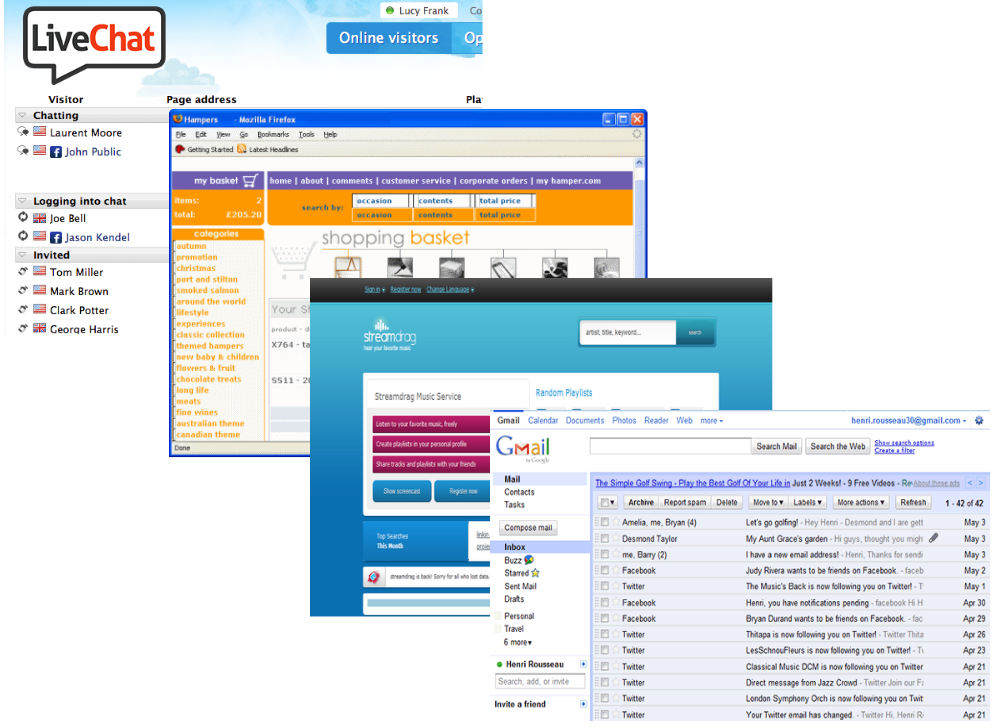 Lucy Frank Co
LiveChat
Online visitors Op
Visitor Page address Pla
Chatting
Laurent Moore
John Public
Logging into chat
Joe Bell
Jason Kendel
Invited
Tom Miller
Mark Brown
Clark Potter
George Harris
Hampers - Mozilla Firefox
File Edit View Go Bookmarks Tools Help
Getting Started Latest Headlines
my basket
home | about | comments | customer service | corporate orders | my hamper.com
items: 2
total: £205.20
search by: occasion contents total price
occasion contents total price
categories
autumn
promotion
christmas
port and stilton
smoked salmon
around the world
lifestyle
experiences
classic collection
themed hampers
new baby & children
flowers & fruit
chocolate treats
long life
meats
fine wines
australian theme
canadian theme
Done
shopping basket
Your Sh
product - d
X764 - ta
SS11 - 20
Sign in Register now Change Language
streamdrag
hear your favorite music
artist, title, keyword... search
Streamdrag Music Service
Random Playlists
Listen to your favorite music, freely
Create playlists in your personal profile
Share tracks and playlists with your friends
Show screencast Register now
Top Searches
This Month
linkin
proje
streamdrag is back! Sorry for all who lost data.
Gmail Calendar Documents Photos Reader Web more henri.rousseau30@gmail.com
Gmail
by Google
Search Mail Search the Web Show search options
Create a filter
Mail
Contacts
Tasks
Compose mail
Inbox
Buzz
Starred
Sent Mail
Drafts
Personal
Travel
6 more
Henri Rousseau
Search, add, or invite
Invite a friend
The Simple Golf Swing - Play the Best Golf Of Your Life in Just 2 Weeks! - 9 Free Videos - Re About these ads < >
Archive Report spam Delete Move to Labels More actions Refresh 1 - 42 of 42
Amelia, me, Bryan (4) Let's go golfing! - Hey Henri - Desmond and I are gett May 3
Desmond Taylor My Aunt Grace's garden - Hi guys, thought you migh May 3
me, Barry (2) I have a new email address! - Henri, Thanks for sendi May 3
Facebook Judy Rivera wants to be friends on Facebook. - faceb May 2
Twitter The Music's Back is now following you on Twitter! - T May 1
Facebook Henri, you have notifications pending - facebook Hi H Apr 30
Facebook Bryan Durand wants to be friends on Facebook. - fac Apr 29
Twitter Thitapa is now following you on Twitter! - Twitter Thita Apr 26
Twitter LesSchnouFleurs is now following you on Twitter! - T Apr 23
Twitter Classical Music DCM is now following you on Twitter! Apr 21
Twitter Direct message from Jazz Crowd - Twitter Join our Fa Apr 21
Twitter London Symphony Orch is now following you on Twit Apr 21
Twitter Your Twitter email has changed. - Twitter Hi, Henri R Apr 21